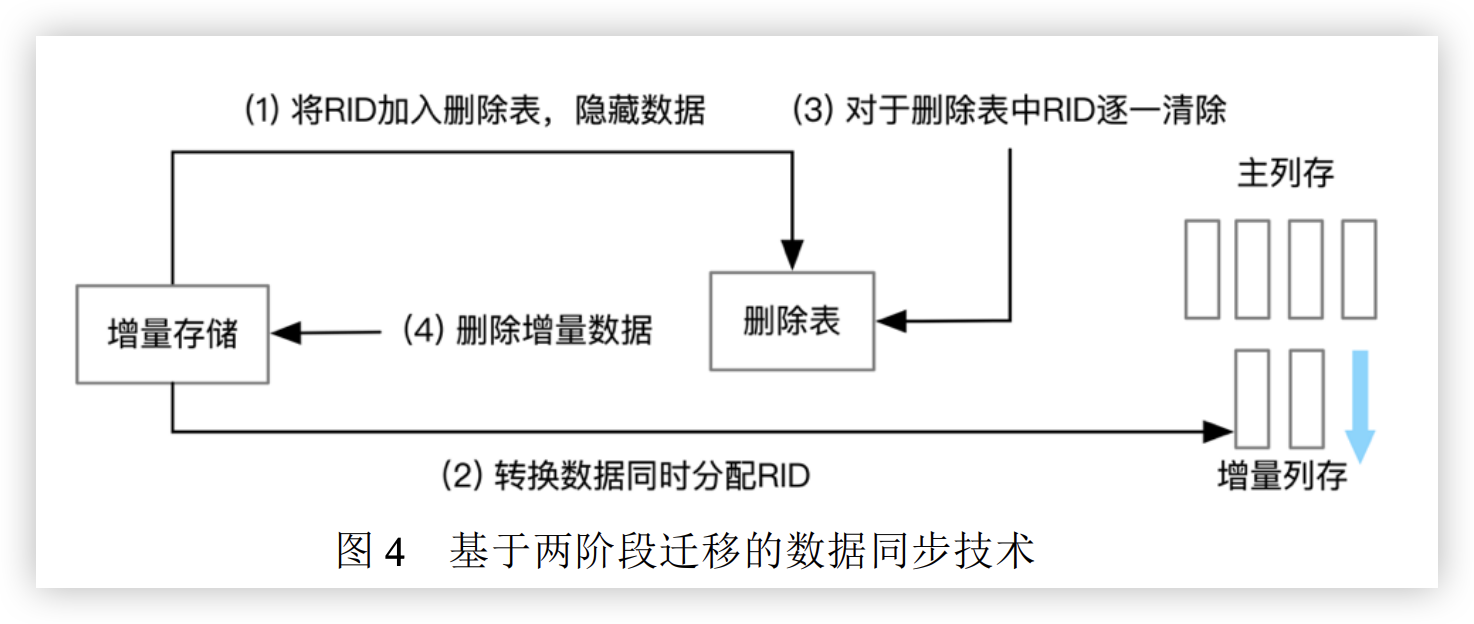 (1) 将RID加入删除表，隐藏数据
(3) 对于删除表中RID逐一清除
主列存
增量存储
(4) 删除增量数据
删除表
(2) 转换数据同时分配RID
增量列存
图 4 基于两阶段迁移的数据同步技术